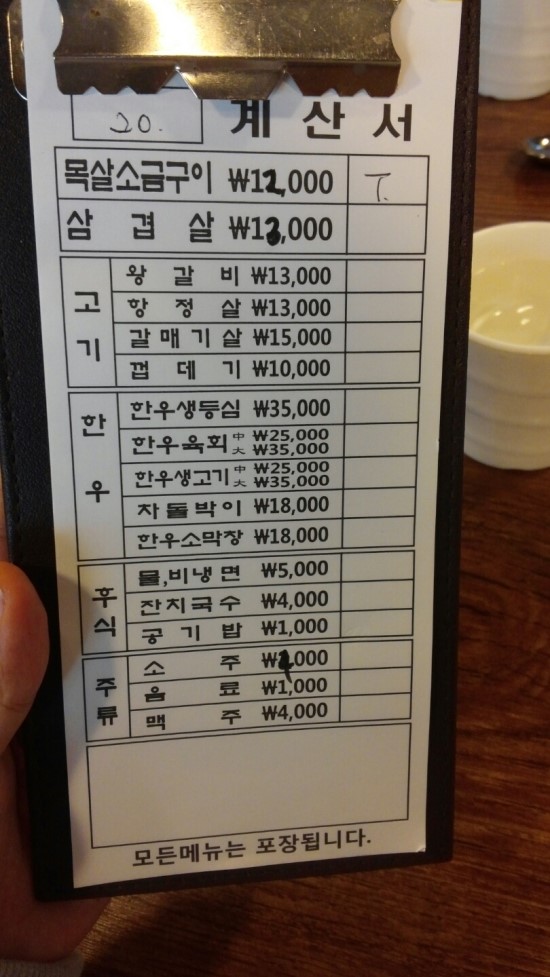 20.
계산서
목살소금구이 ₩12,000 T.
삼겹살 ₩13,000
고기
왕갈비 ₩13,000
항정살 ₩13,000
갈매기살 ₩15,000
껍데기 ₩10,000
한우
한우생등심 ₩35,000
한우육회 中 ₩25,000
大 ₩35,000
한우생고기 中 ₩25,000
大 ₩35,000
차돌박이 ₩18,000
한우소막창 ₩18,000
후식
물,비냉면 ₩5,000
잔치국수 ₩4,000
공기밥 ₩1,000
주류
소주
음료 ₩1,000
맥주 ₩4,000
모든메뉴는 포장됩니다.